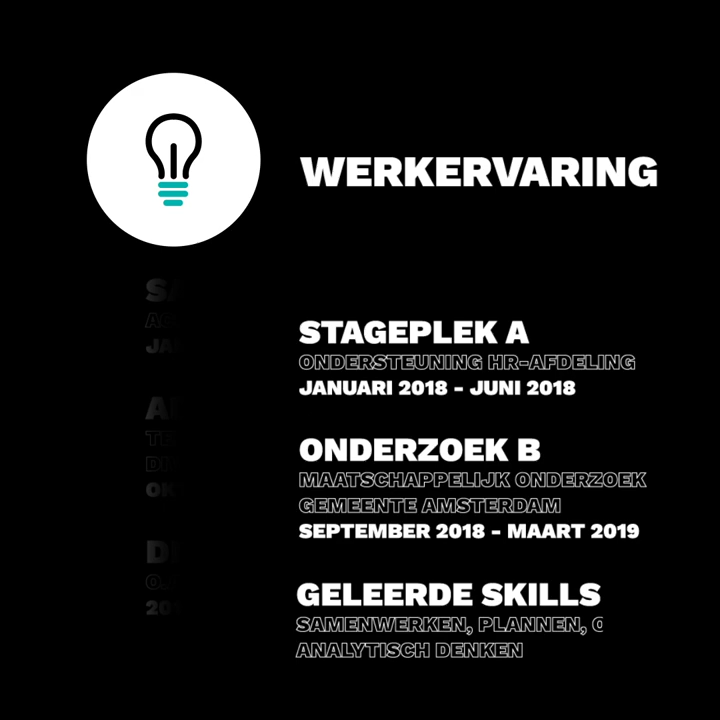 WERKERVARING
STAGEPLEK A
ONDERSTEUNING HR-AFDELING
JANUARI 2018 - JUNI 2018
ONDERZOEK B
MAATSCHAPPELIJK ONDERZOEK
GEMEENTE AMSTERDAM
SEPTEMBER 2018 - MAART 2019
GELEERDE SKILLS
SAMENWERKEN, PLANNEN,
ANALYTISCH DENKEN